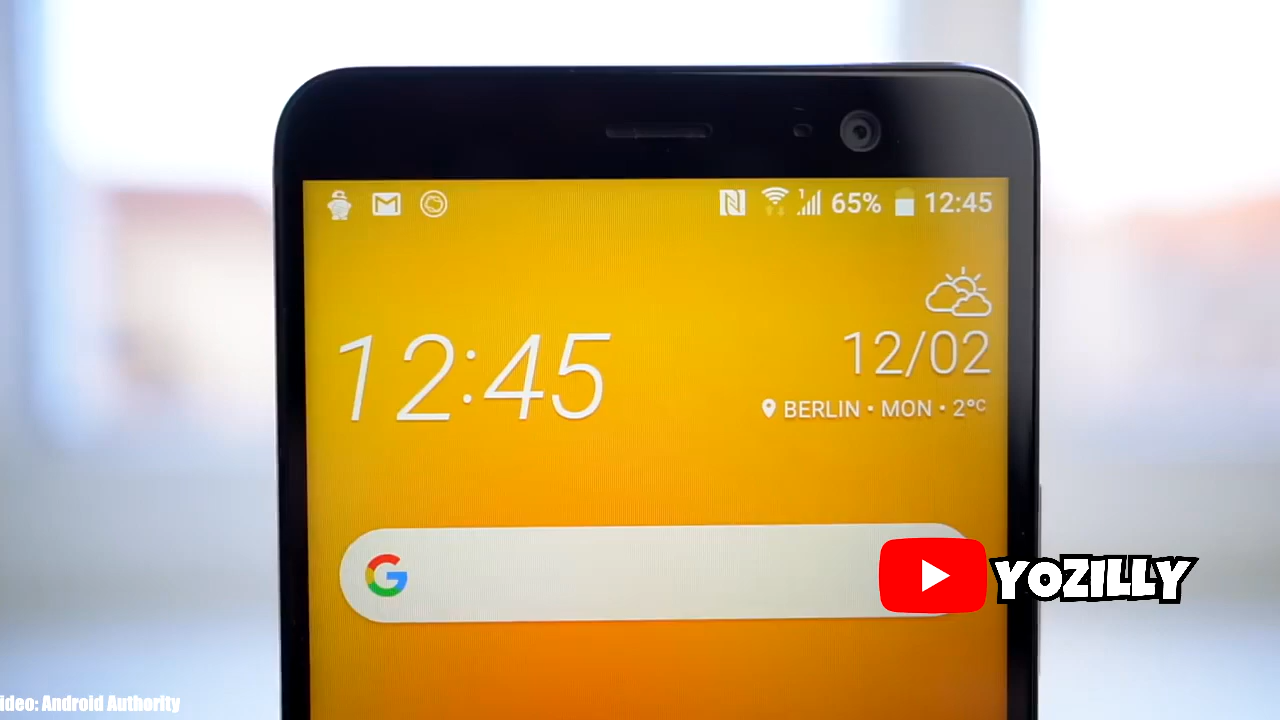 65% 12:45
12:45
12/02
BERLIN • MON • 2°C
G
YOZILLY
ideo: Android Authority